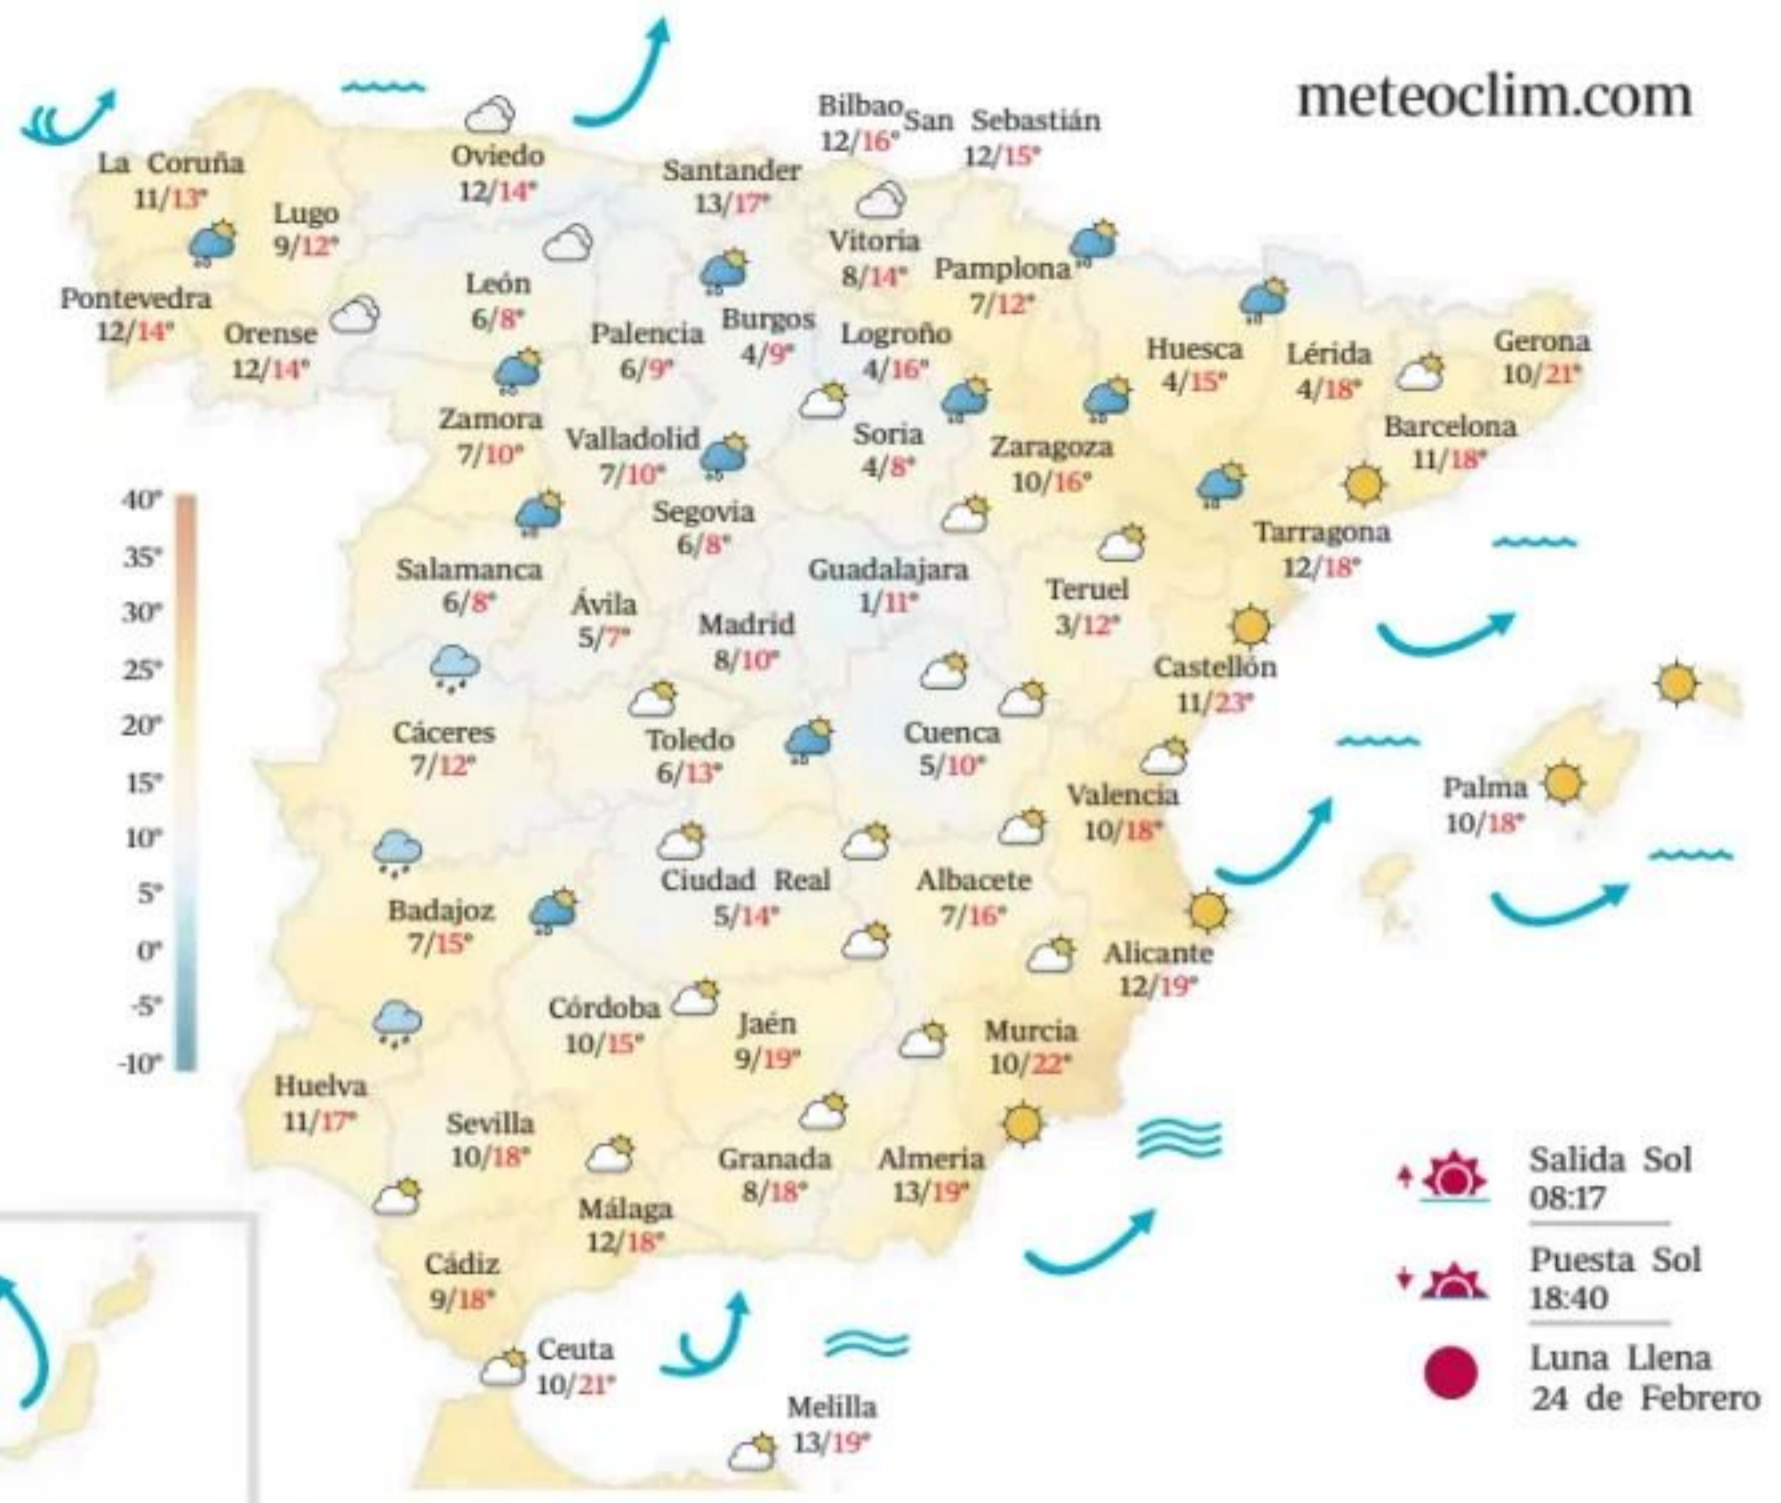 meteoclim.com
Bilbao
12/16°
San Sebastián
12/15°
La Coruña
11/13°
Oviedo
12/14°
Santander
13/17°
Lugo
9/12°
Vitoria
8/14°
Pamplona
7/12°
León
6/8°
Pontevedra
12/14°
Orense
12/14°
Palencia
6/9°
Burgos
4/9°
Logroño
4/16°
Huesca
4/15°
Lérida
4/18°
Gerona
10/21°
Zamora
7/10°
Valladolid
7/10°
Soria
4/8°
Zaragoza
10/16°
Barcelona
11/18°
Segovia
6/8°
Tarragona
12/18°
Salamanca
6/8°
Ávila
5/7°
Madrid
8/10°
Guadalajara
1/11°
Teruel
3/12°
Castellón
11/23°
Cáceres
7/12°
Toledo
6/13°
Cuenca
5/10°
Valencia
10/18°
Palma
10/18°
Badajoz
7/15°
Ciudad Real
5/14°
Albacete
7/16°
Alicante
12/19°
Córdoba
10/15°
Jaén
9/19°
Murcia
10/22°
Huelva
11/17°
Sevilla
10/18°
Granada
8/18°
Almeria
13/19°
Málaga
12/18°
Cádiz
9/18°
Ceuta
10/21°
Melilla
13/19°
40°
35°
30°
25°
20°
15°
10°
5°
0°
-5°
-10°
Salida Sol
08:17
Puesta Sol
18:40
Luna Llena
24 de Febrero